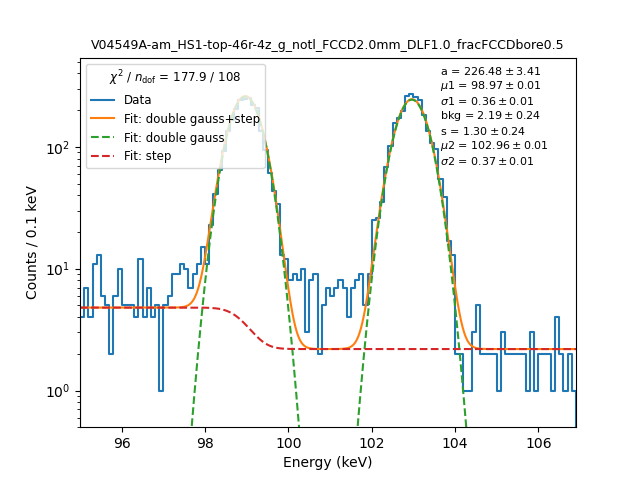 V04549A-am_HS1-top-46r-4z_g_notl_FCCD2.0mm_DLF1.0_fracFCCDbore0.5
χ² / n_dof = 177.9 / 108
Data
Fit: double gauss+step
Fit: double gauss
Fit: step
a = 226.48 ± 3.41
μ1 = 98.97 ± 0.01
σ1 = 0.36 ± 0.01
bkg = 2.19 ± 0.24
s = 1.30 ± 0.24
μ2 = 102.96 ± 0.01
σ2 = 0.37 ± 0.01
Counts / 0.1 keV
10²
10¹
10⁰
96 98 100 102 104 106
Energy (keV)